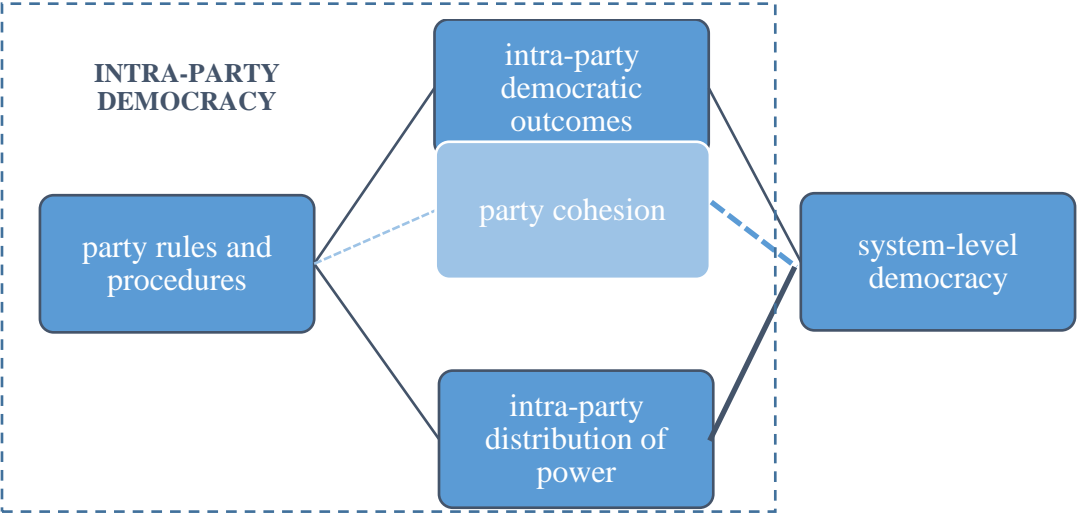 INTRA-PARTY
DEMOCRACY
intra-party
democratic
outcomes
party cohesion
party rules and
procedures
system-level
democracy
intra-party
distribution of
power